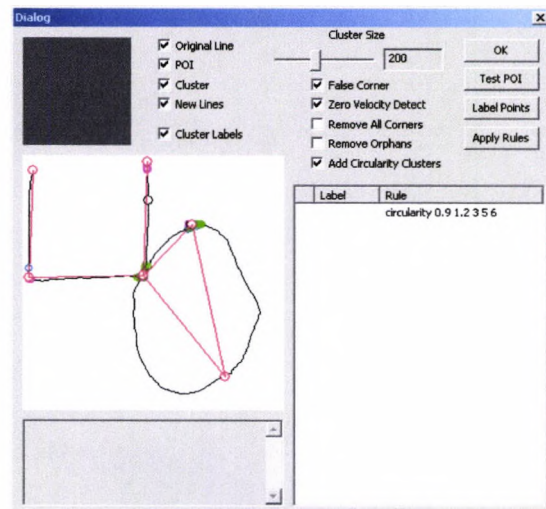 Dialog
Original Line
POI
Cluster
New Lines
Cluster Labels
Cluster Size
200
False Corner
Zero Velocity Detect
Remove All Corners
Remove Orphans
Add Circularity Clusters
OK
Test POI
Label Points
Apply Rules
Label Rule
circularity 0.9 1.2 3 5 6